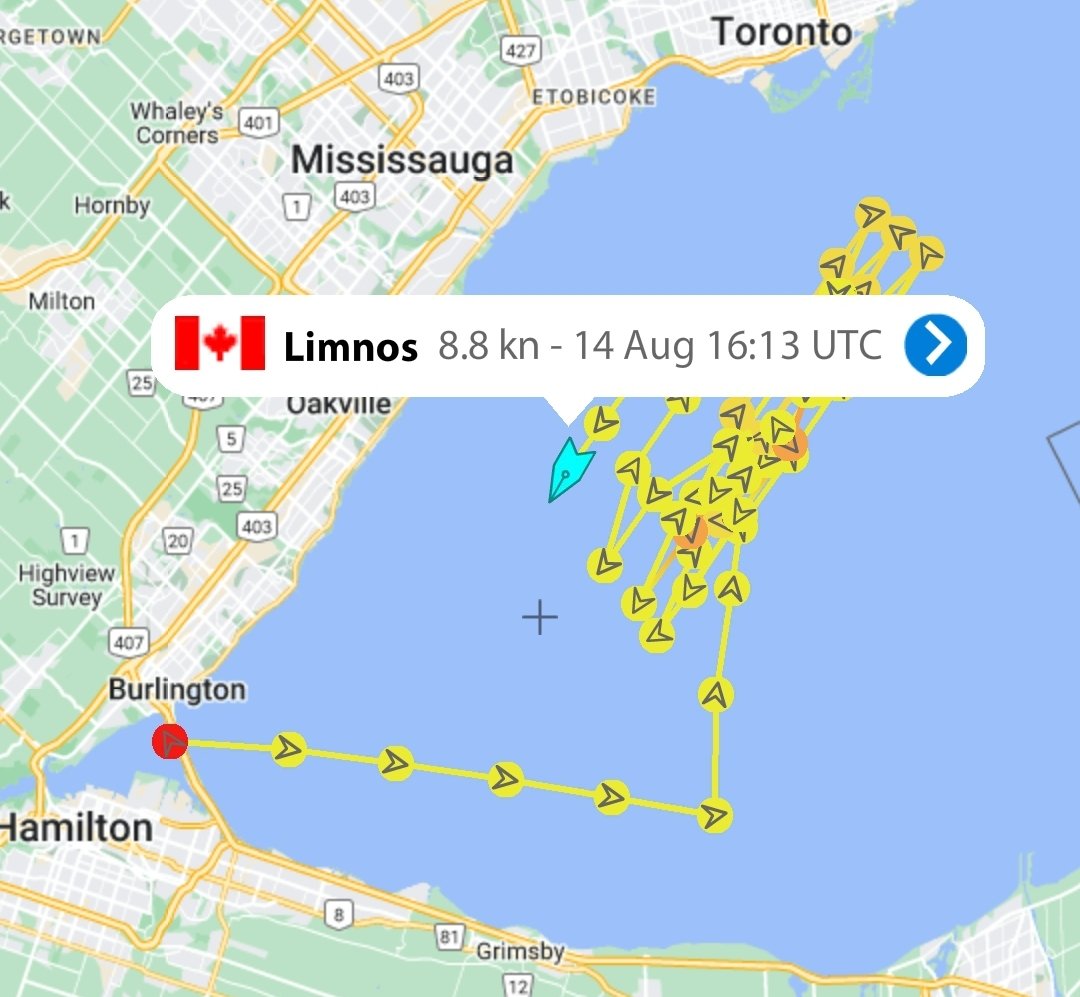 RGETOWN
Toronto
427
403
ETOBICOKE
Whaley's
Corners
401
Mississauga
403
1
k
Hornby
Milton
Limnos 8.8 kn - 14 Aug 16:13 UTC
25
407
Oakville
5
25
403
1
20
Highview
Survey
407
Burlington
Hamilton
8
81
Grimsby
12